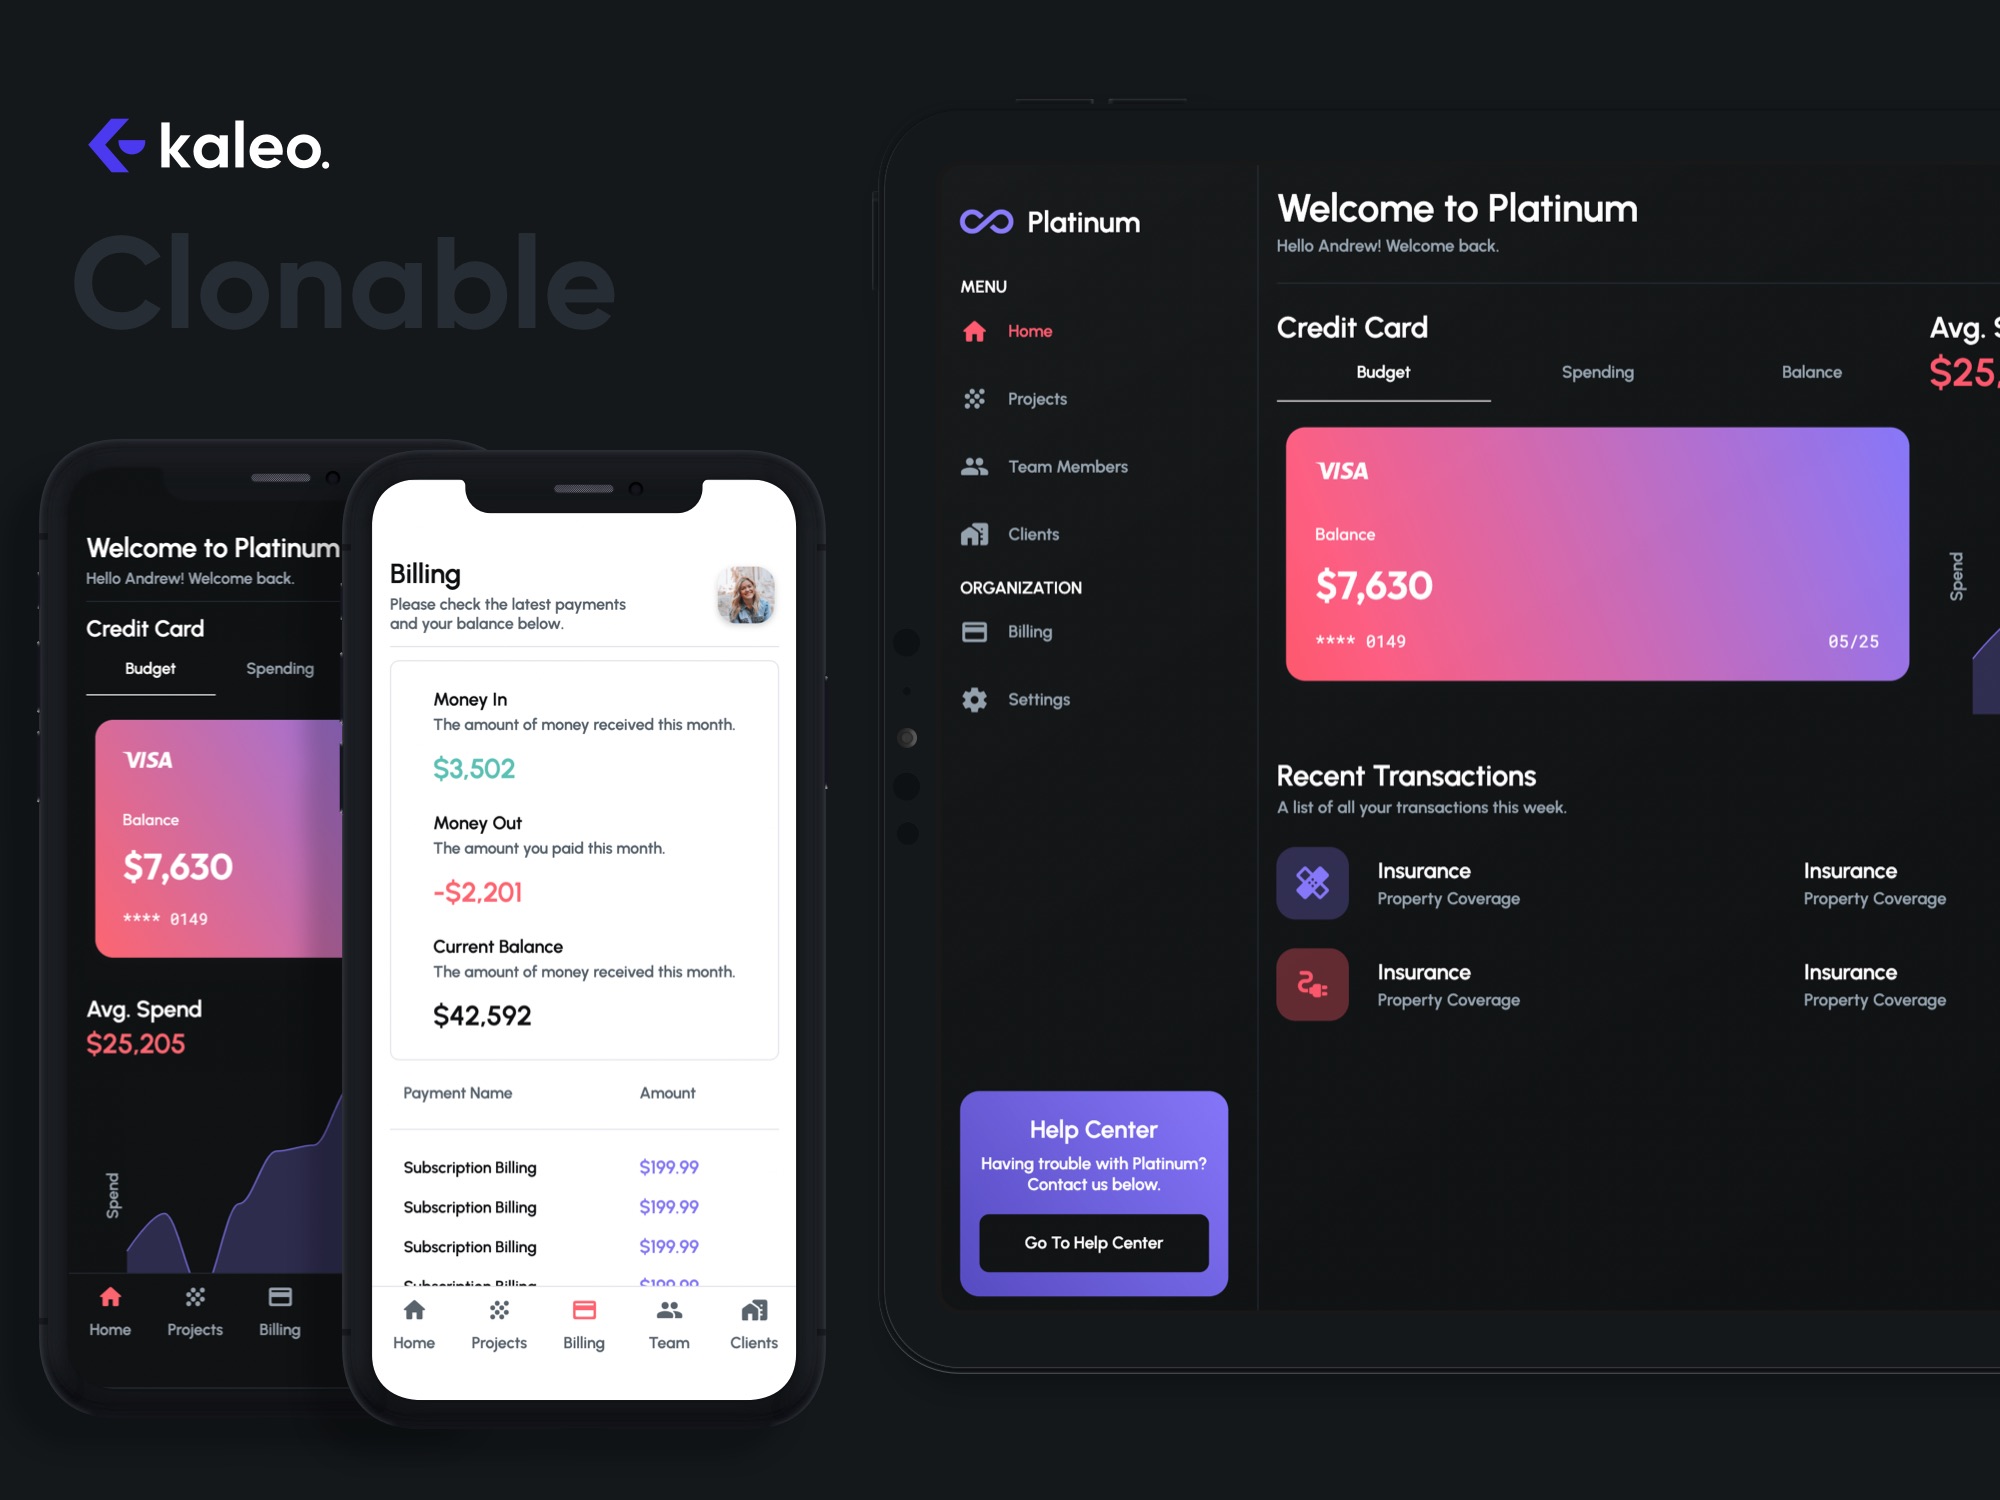 kaleo.
Clonable
Welcome to Platinum
Hello Andrew! Welcome back.
Credit Card
Budget
Spending
VISA
Balance
$7,630
**** 0149
Avg. Spend
$25,205
Spend
Home
Projects
Billing
Billing
Please check the latest payments
and your balance below.
Money In
The amount of money received this month.
$3,502
Money Out
The amount you paid this month.
-$2,201
Current Balance
The amount of money received this month.
$42,592
Payment Name Amount
Subscription Billing $199.99
Subscription Billing $199.99
Subscription Billing $199.99
Subscription Billing $199.99
Home
Projects
Billing
Team
Clients
Platinum
MENU
Home
Projects
Team Members
Clients
ORGANIZATION
Billing
Settings
Help Center
Having trouble with Platinum?
Contact us below.
Go To Help Center
Welcome to Platinum
Hello Andrew! Welcome back.
Credit Card
Budget
Spending
Balance
VISA
Balance
$7,630
**** 0149 05/25
Avg.
$25,
Spend
Recent Transactions
A list of all your transactions this week.
Insurance
Property Coverage
Insurance
Property Coverage
Insurance
Property Coverage
Insurance
Property Coverage